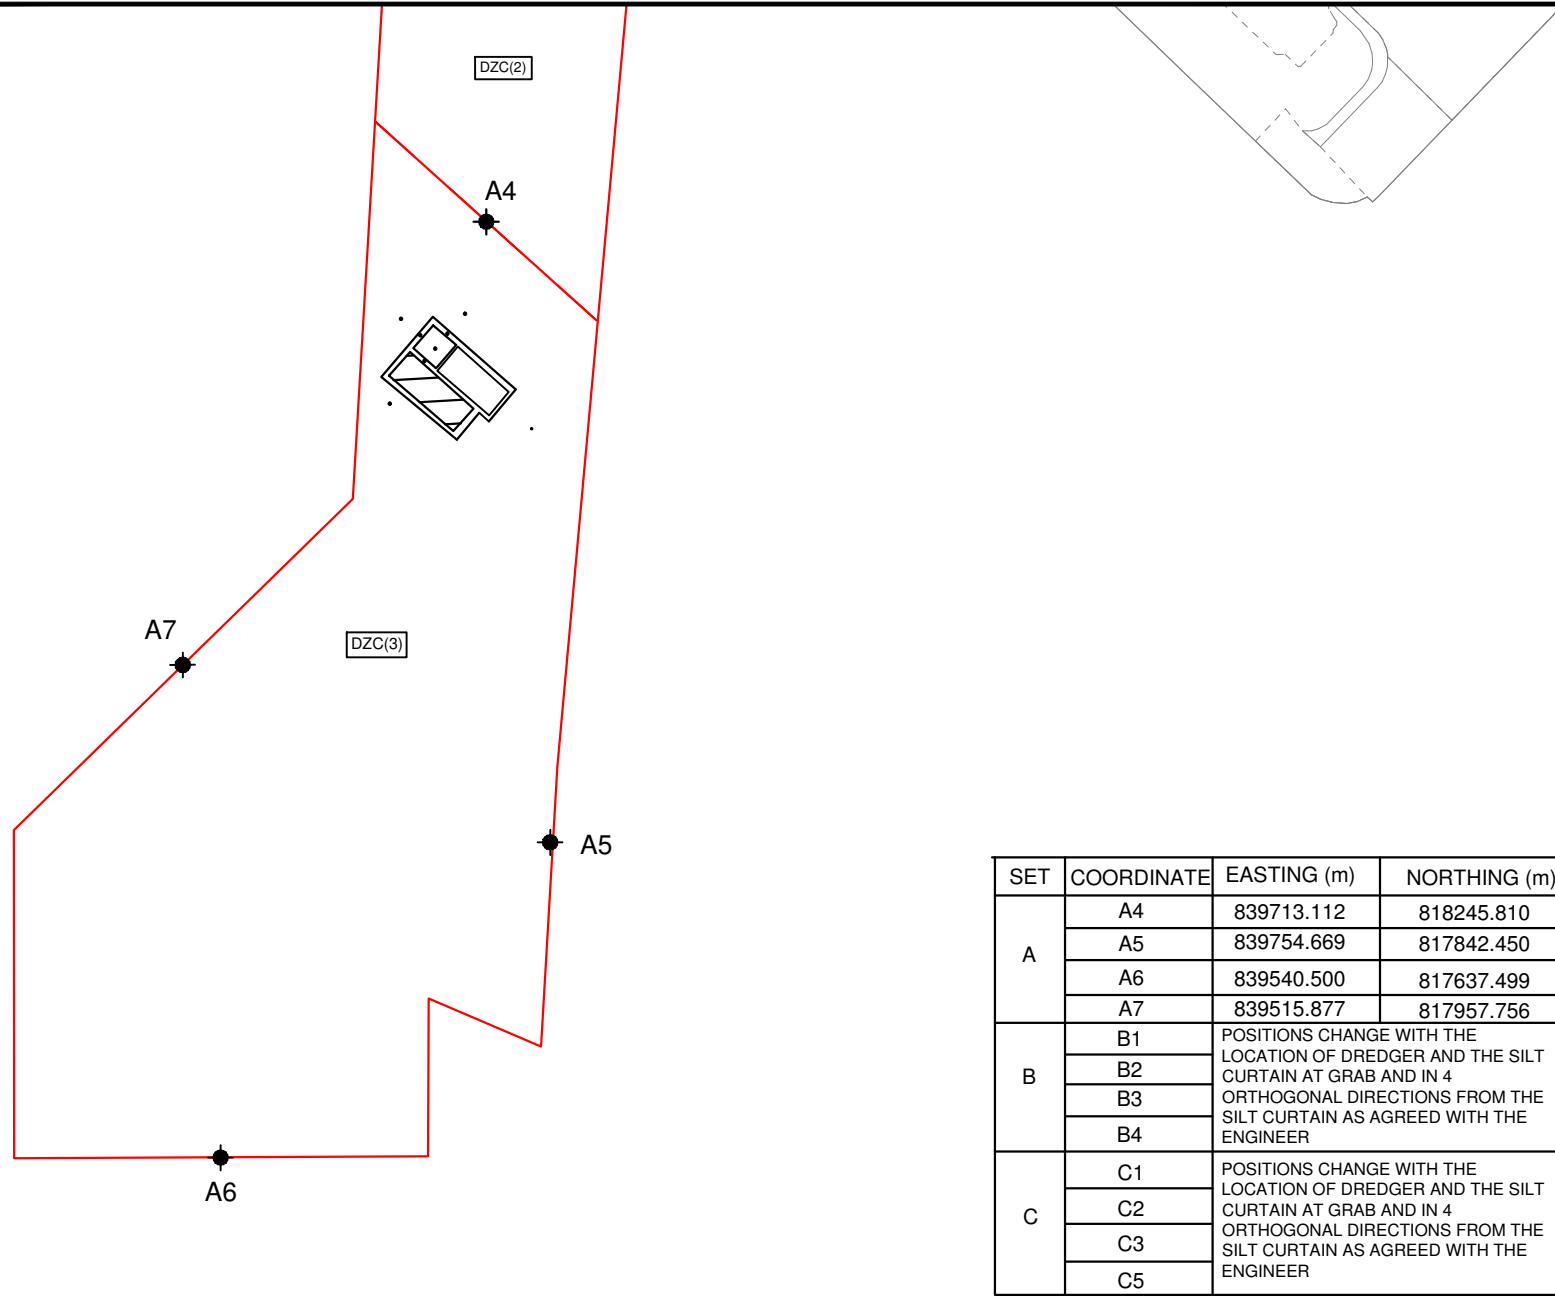 DZC(2)
A4
A7
DZC(3)
A5
A6
SET COORDINATE EASTING (m) NORTHING (m)
A
A4 839713.112 818245.810
A5 839754.669 817842.450
A6 839540.500 817637.499
A7 839515.877 817957.756
B
B1
B2
B3
B4
POSITIONS CHANGE WITH THE
LOCATION OF DREDGER AND THE SILT
CURTAIN AT GRAB AND IN 4
ORTHOGONAL DIRECTIONS FROM THE
SILT CURTAIN AS AGREED WITH THE
ENGINEER
C
C1
C2
C3
C5
POSITIONS CHANGE WITH THE
LOCATION OF DREDGER AND THE SILT
CURTAIN AT GRAB AND IN 4
ORTHOGONAL DIRECTIONS FROM THE
SILT CURTAIN AS AGREED WITH THE
ENGINEER